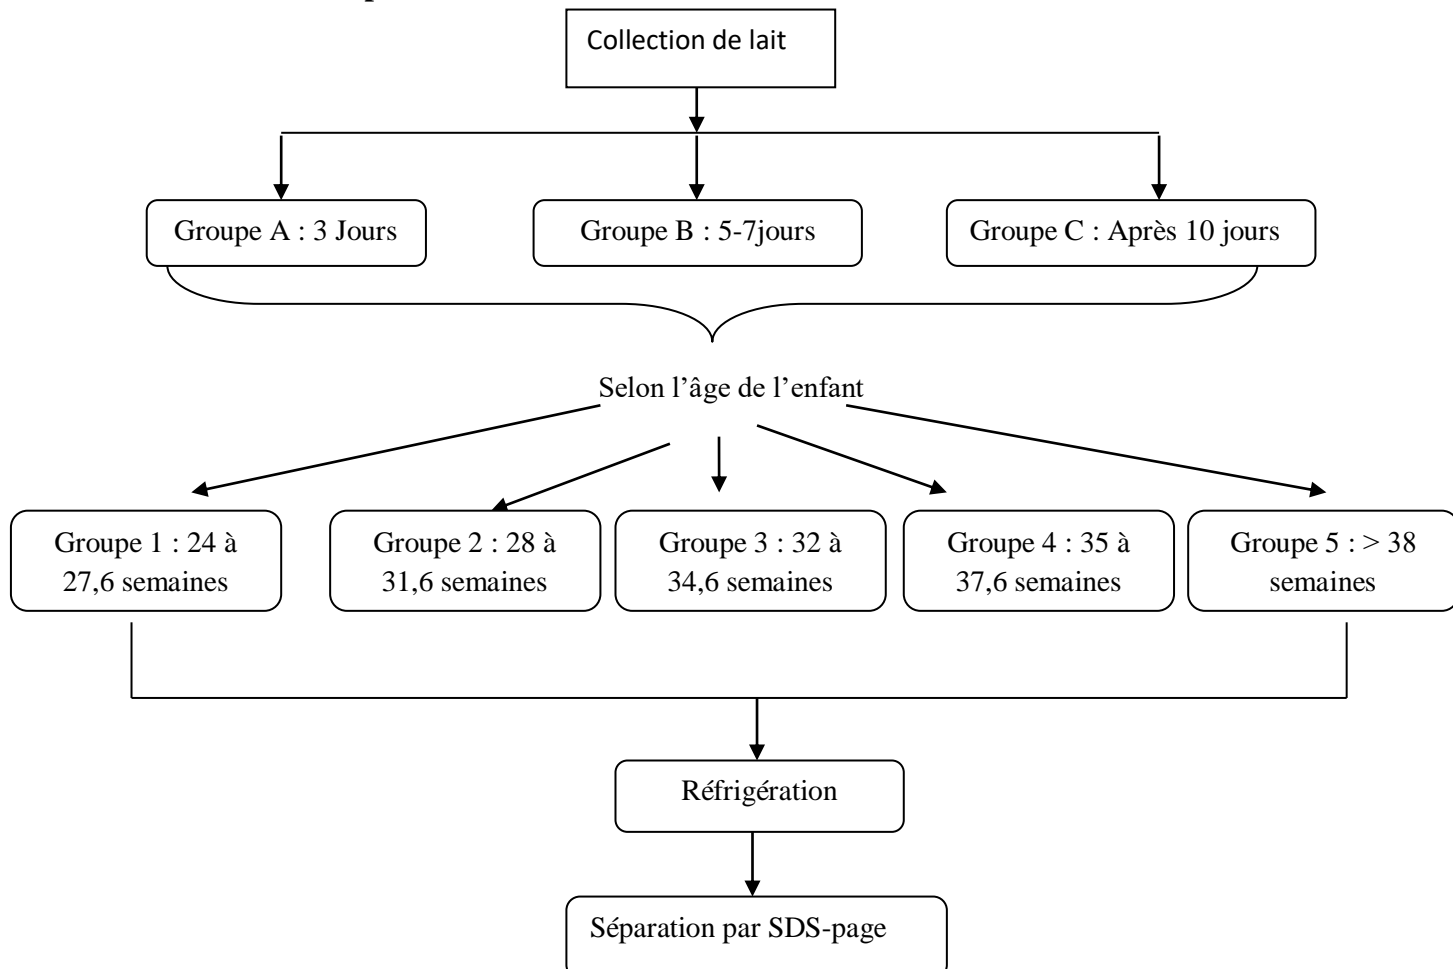 Collection de lait
Groupe A : 3 Jours
Groupe B : 5-7jours
Groupe C : Après 10 jours
Selon l’âge de l’enfant
Groupe 1 : 24 à
27,6 semaines
Groupe 2 : 28 à
31,6 semaines
Groupe 3 : 32 à
34,6 semaines
Groupe 4 : 35 à
37,6 semaines
Groupe 5 : > 38
semaines
Réfrigération
Séparation par SDS-page